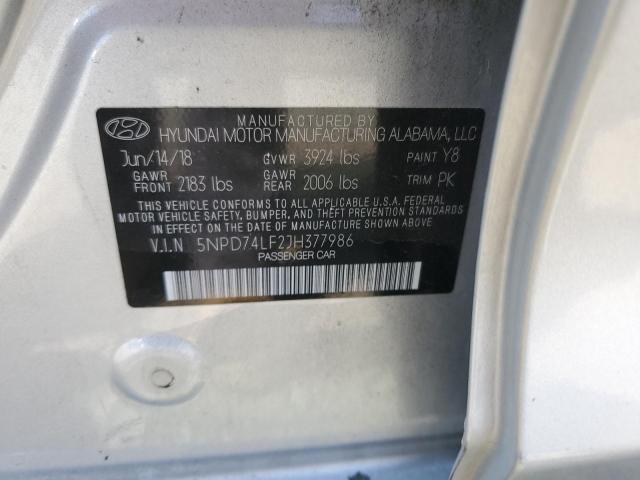 MANUFACTURED BY
HYUNDAI MOTOR MANUFACTURING ALABAMA, LLC
Jun/14/18 GVWR 3924 lbs PAINT Y8
GAWR FRONT 2183 lbs GAWR REAR 2006 lbs TRIM PK
THIS VEHICLE CONFORMS TO ALL APPLICABLE U.S.A. FEDERAL
MOTOR VEHICLE SAFETY, BUMPER, AND THEFT PREVENTION STANDARDS
IN EFFECT ON THE DATE OF MANUFACTURE SHOWN ABOVE
V.I.N 5NPD74LF2JH377986
PASSENGER CAR